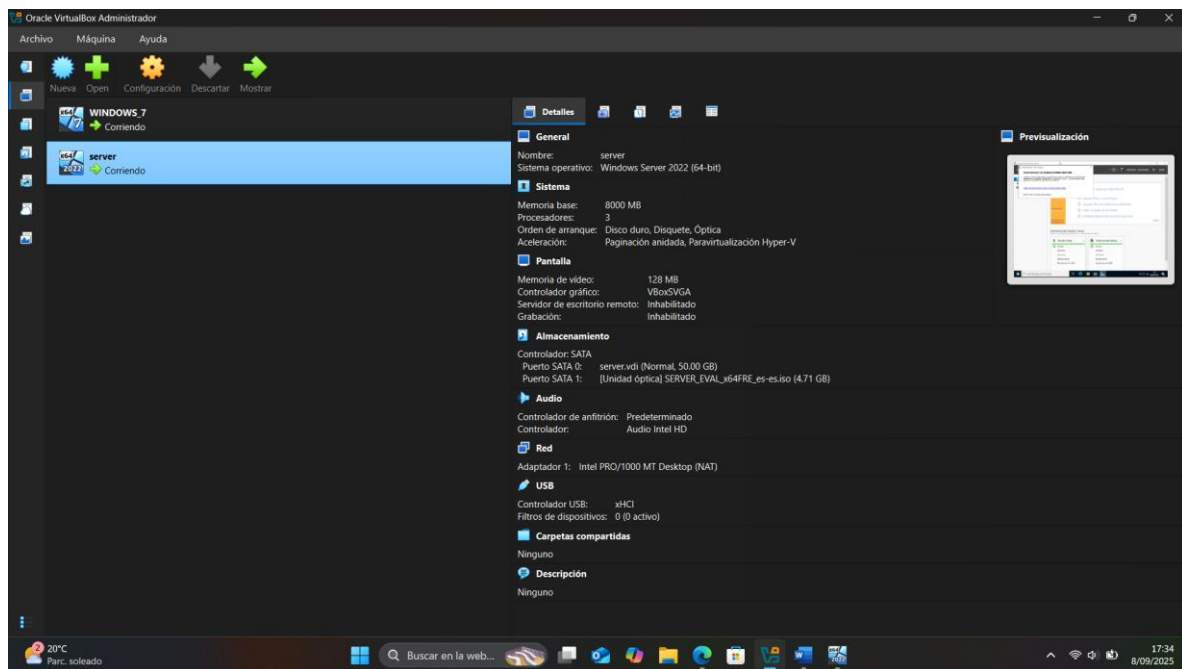 Oracle VirtualBox Administrador
Archivo Máquina Ayuda
Nueva Open Configuración Descartar Mostrar
x64 7 WINDOWS_7
Corriendo
x64 2022 server
Corriendo
Detalles
General
Nombre: server
Sistema operativo: Windows Server 2022 (64-bit)
Sistema
Memoria base: 8000 MB
Procesadores: 3
Orden de arranque: Disco duro, Disquete, Óptica
Aceleración: Paginación anidada, Paravirtualización Hyper-V
Pantalla
Memoria de vídeo: 128 MB
Controlador gráfico: VBoxSVGA
Servidor de escritorio remoto: Inhabilitado
Grabación: Inhabilitado
Almacenamiento
Controlador: SATA
Puerto SATA 0: server.vdi (Normal, 50.00 GB)
Puerto SATA 1: [Unidad óptica] SERVER_EVAL_x64FRE_es-es.iso (4.71 GB)
Audio
Controlador de anfitrión: Predeterminado
Controlador: Audio Intel HD
Red
Adaptador 1: Intel PRO/1000 MT Desktop (NAT)
USB
Controlador USB: xHCI
Filtros de dispositivos: 0 (0 activo)
Carpetas compartidas
Ninguno
Descripción
Ninguno
Previsualización
2 20°C
Parc. soleado
Buscar en la web...
2022
17:34
8/09/2025